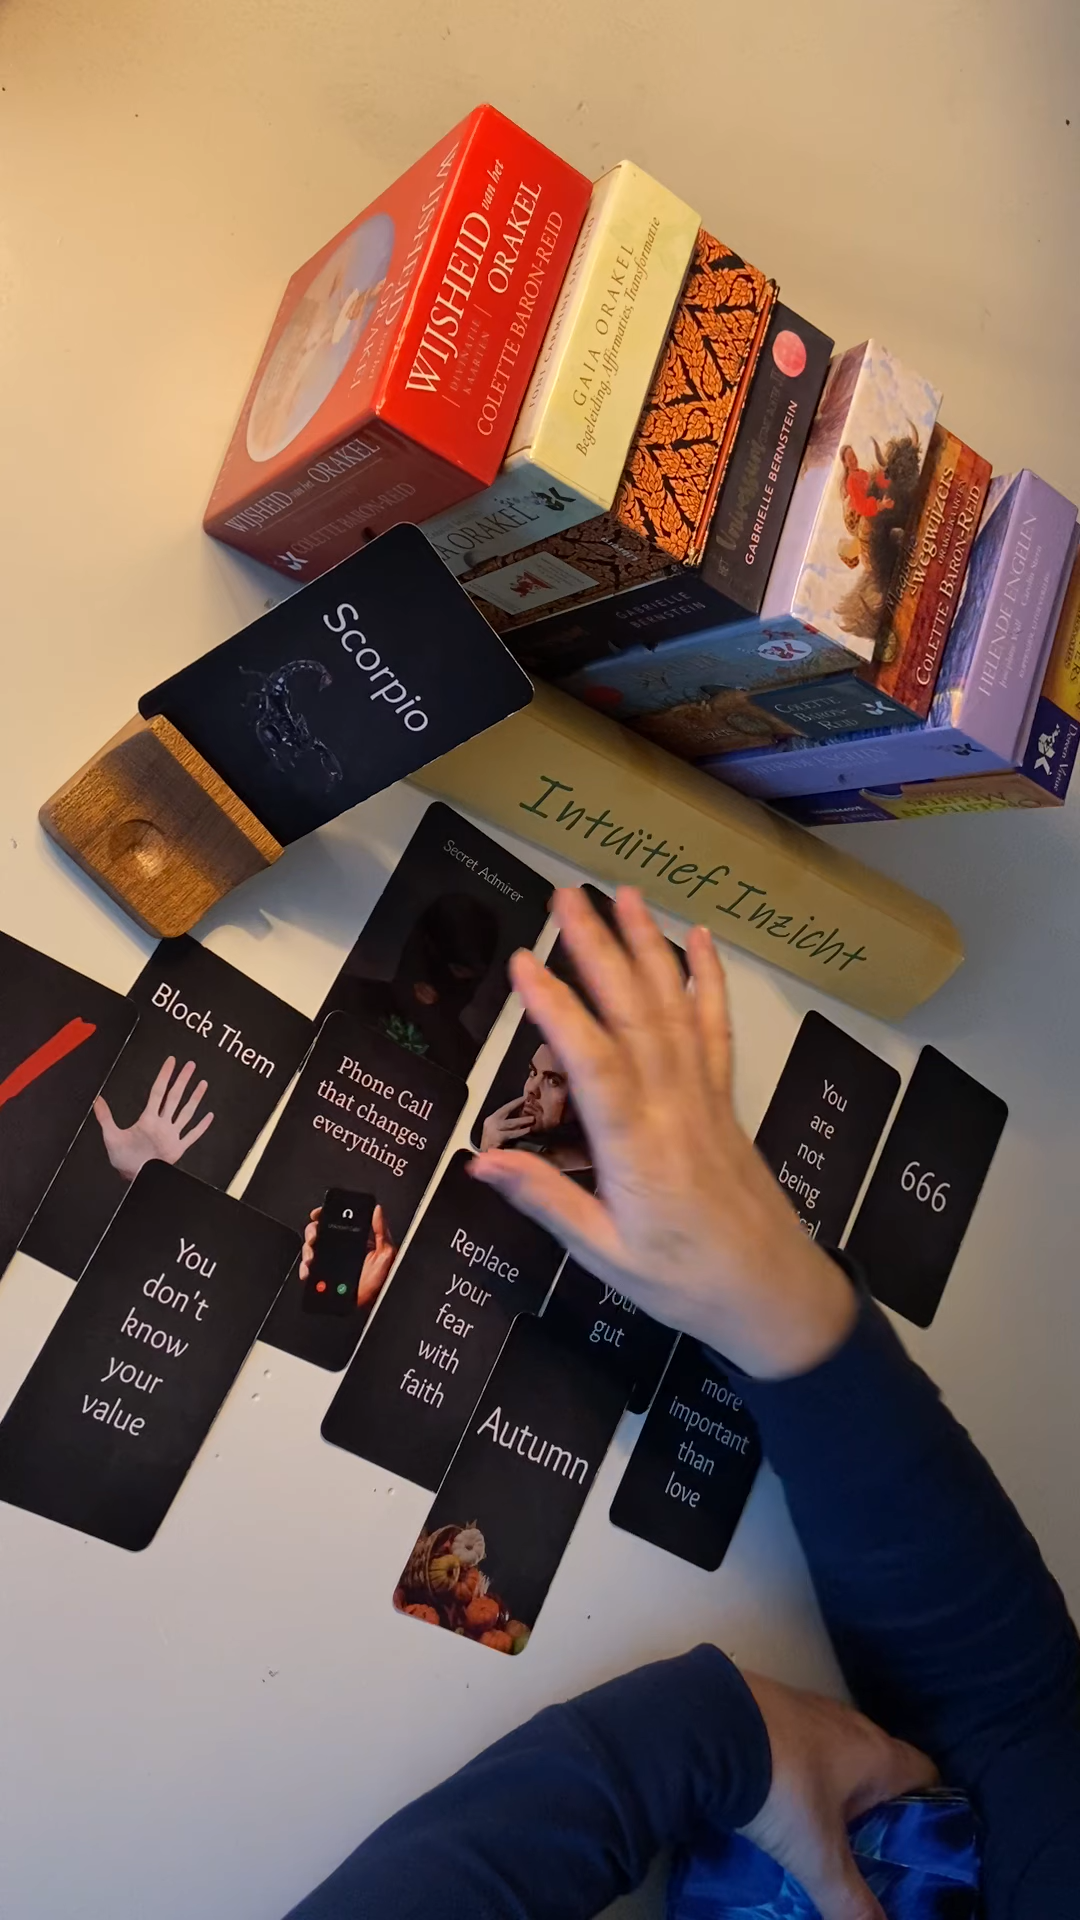 WIJSHEID van het
ORAKEL
DIVINATIE
KAARTEN
COLETTE BARON-REID
WIJSHEID van het ORAKEL
COLETTE BARON-REID
GAIA ORAKEL
Begeleiding, Affirmaties, Transformatie
ORAKEL
GABRIELLE BERNSTEIN
GABRIELLE
BERNSTEIN
wegwijzers
COLETTE BARON-REID
COLETTE
BARON-
REID
HELENDE ENGELEN
Scorpio
Intuïtief Inzicht
Secret Admirer
Block Them
Phone Call
that changes
everything
You
are
not
being
666
You
don't
know
your
value
Replace
your
fear
with
faith
your
gut
more
important
than
love
Autumn